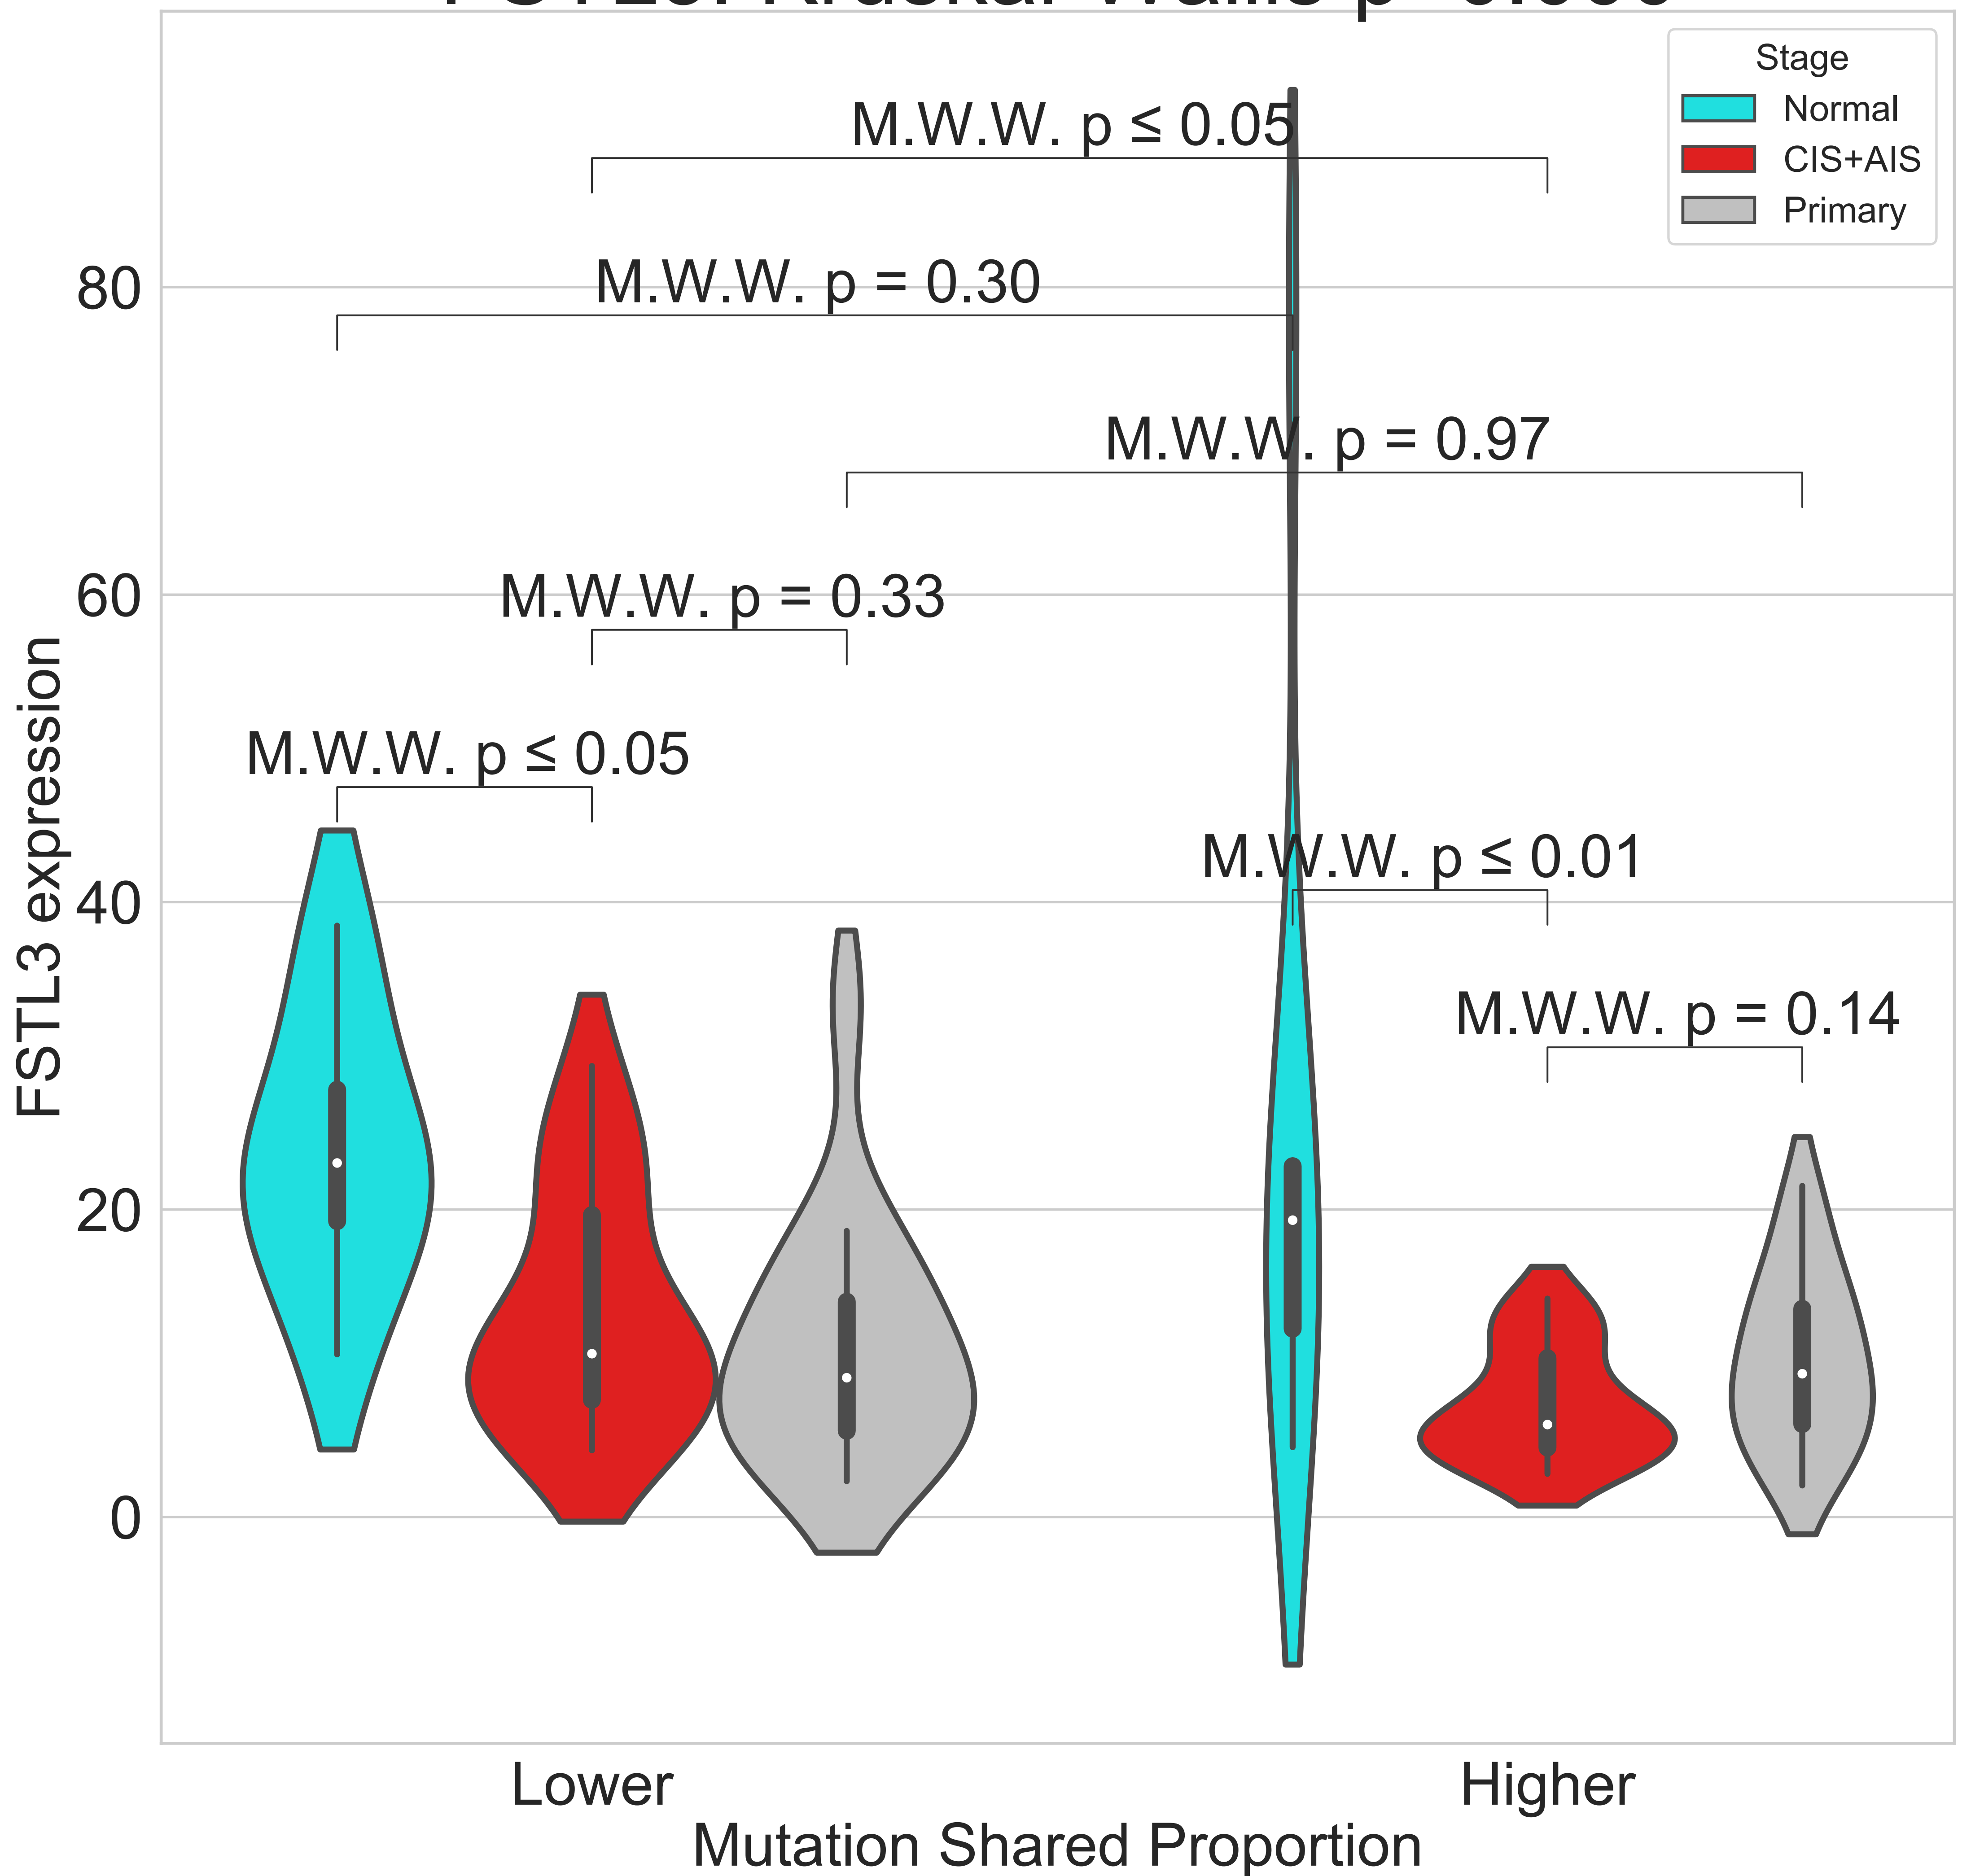 Stage
Normal
CIS+AIS
Primary
M.W.W. p ≤ 0.05
M.W.W. p = 0.30
M.W.W. p = 0.97
M.W.W. p = 0.33
M.W.W. p ≤ 0.05
M.W.W. p ≤ 0.01
M.W.W. p = 0.14
80
60
40
20
0
FSTL3 expression
Lower
Higher
Mutation Shared Proportion